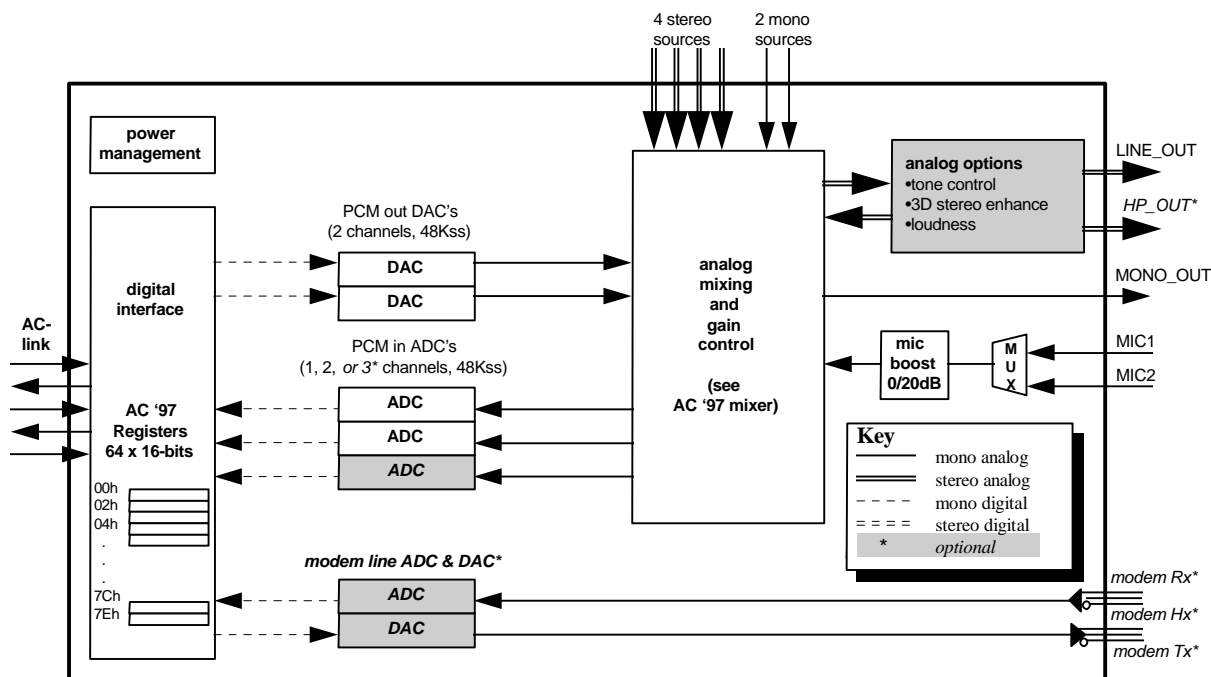 4 stereo
sources
2 mono
sources
power
management
digital
interface
AC-
link
AC '97
Registers
64 x 16-bits
00h
02h
04h
.
.
.
7Ch
7Eh
PCM out DAC's
(2 channels, 48Kss)
DAC
DAC
PCM in ADC's
(1, 2, or 3* channels, 48Kss)
ADC
ADC
ADC
modem line ADC & DAC*
ADC
DAC
analog
mixing
and
gain
control
(see
AC '97 mixer)
analog options
•tone control
•3D stereo enhance
•loudness
LINE_OUT
HP_OUT*
MONO_OUT
mic
boost
0/20dB
M
U
X
MIC1
MIC2
Key
mono analog
stereo analog
mono digital
stereo digital
* optional
modem Rx*
modem Hx*
modem Tx*